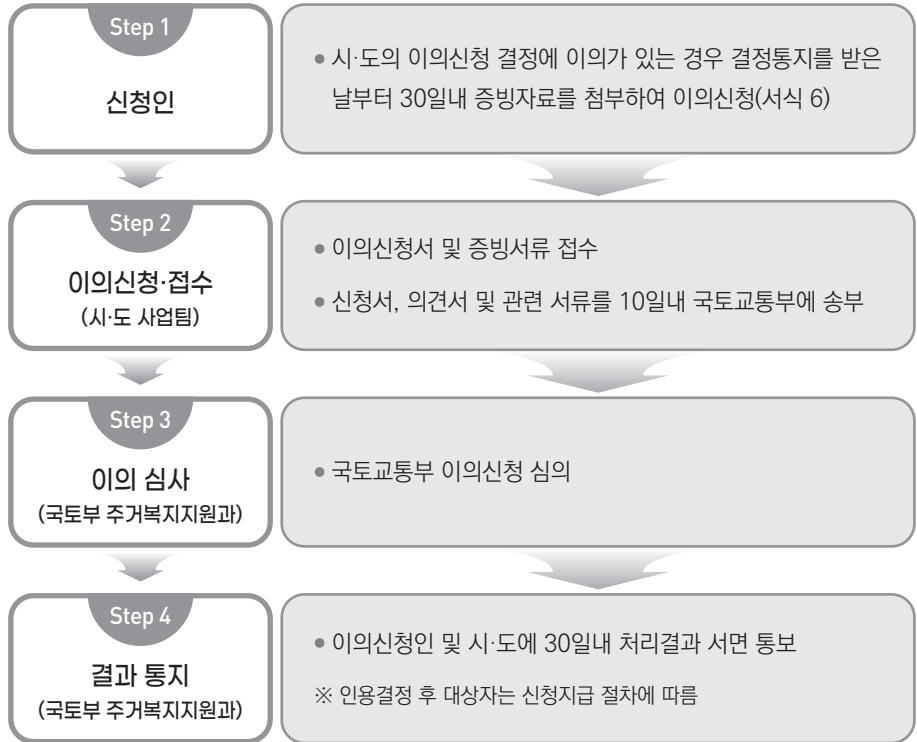 Step 1
신청인
● 시·도의 이의신청 결정에 이의가 있는 경우 결정통지를 받은
날부터 30일내 증빙자료를 첨부하여 이의신청(서식 6)
Step 2
이의신청·접수
(시·도 사업팀)
● 이의신청서 및 증빙서류 접수
● 신청서, 의견서 및 관련 서류를 10일내 국토교통부에 송부
Step 3
이의 심사
(국토부 주거복지지원과)
● 국토교통부 이의신청 심의
Step 4
결과 통지
(국토부 주거복지지원과)
● 이의신청인 및 시·도에 30일내 처리결과 서면 통보
※ 인용결정 후 대상자는 신청지급 절차에 따름